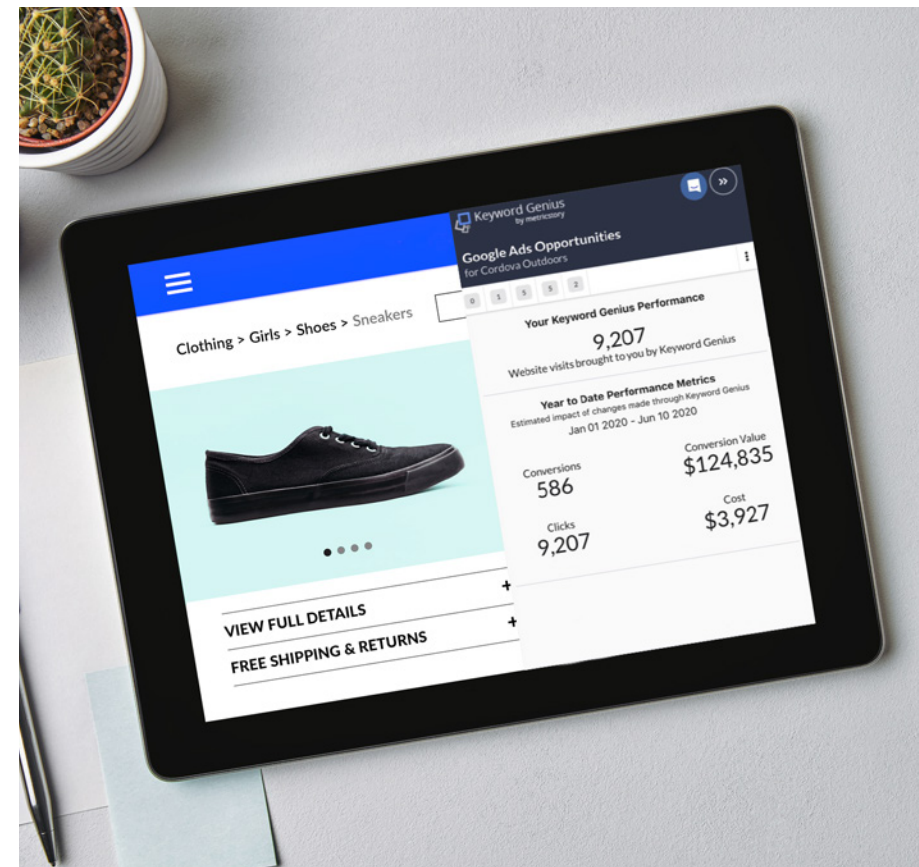 Clothing > Girls > Shoes > Sneakers
VIEW FULL DETAILS +
FREE SHIPPING & RETURNS +
Keyword Genius
by metricstory
Google Ads Opportunities
for Cordova Outdoors
0 1 5 5 2
Your Keyword Genius Performance
9,207
Website visits brought to you by Keyword Genius
Year to Date Performance Metrics
Estimated impact of changes made through Keyword Genius
Jan 01 2020 - Jun 10 2020
Conversions
586
Conversion Value
$124,835
Clicks
9,207
Cost
$3,927